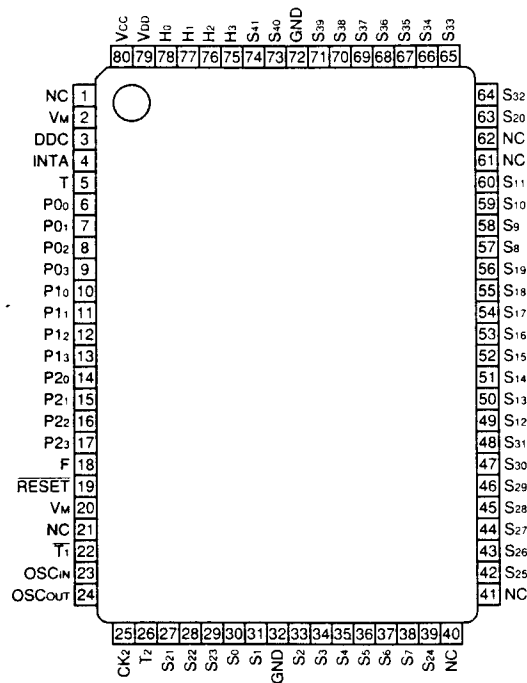 VCC VDD H0 H1 H2 H3 S41 S40 GND S39 S38 S37 S36 S35 S34 S33
80 79 78 77 76 75 74 73 72 71 70 69 68 67 66 65
NC 1 64 S32
VM 2 63 S20
DDC 3 62 NC
INTA 4 61 NC
T 5 60 S11
P00 6 59 S10
P01 7 58 S9
P02 8 57 S8
P03 9 56 S19
P10 10 55 S18
P11 11 54 S17
P12 12 53 S16
P13 13 52 S15
P20 14 51 S14
P21 15 50 S13
P22 16 49 S12
P23 17 48 S31
F 18 47 S30
RESET 19 46 S29
VM 20 45 S28
NC 21 44 S27
T1 22 43 S26
OSCIN 23 42 S25
OSCOUT 24 41 NC
25 26 27 28 29 30 31 32 33 34 35 36 37 38 39 40
CK2 T2 S21 S22 S23 S0 S1 GND S2 S3 S4 S5 S6 S7 S24 NC